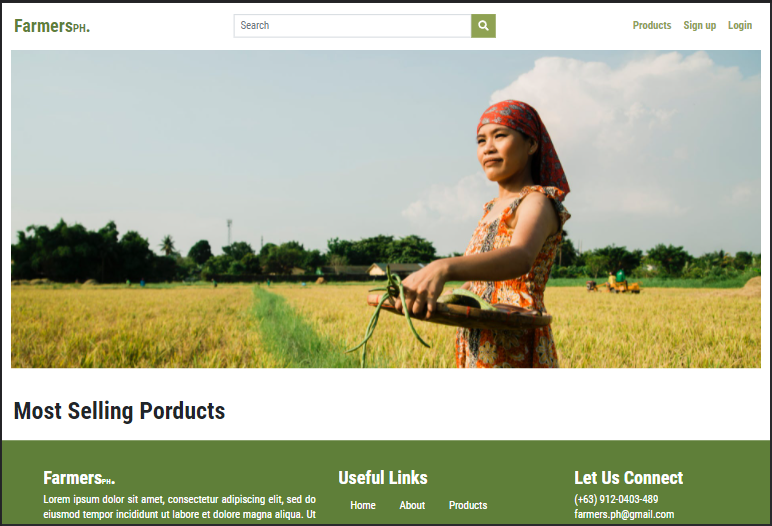 FarmersPH.
Search
Products Sign up Login
Most Selling Porducts
FarmersPH.
Lorem ipsum dolor sit amet, consectetur adipiscing elit, sed do
eiusmod tempor incididunt ut labore et dolore magna aliqua. Ut
Useful Links
Home About Products
Let Us Connect
(+63) 912-0403-489
farmers.ph@gmail.com